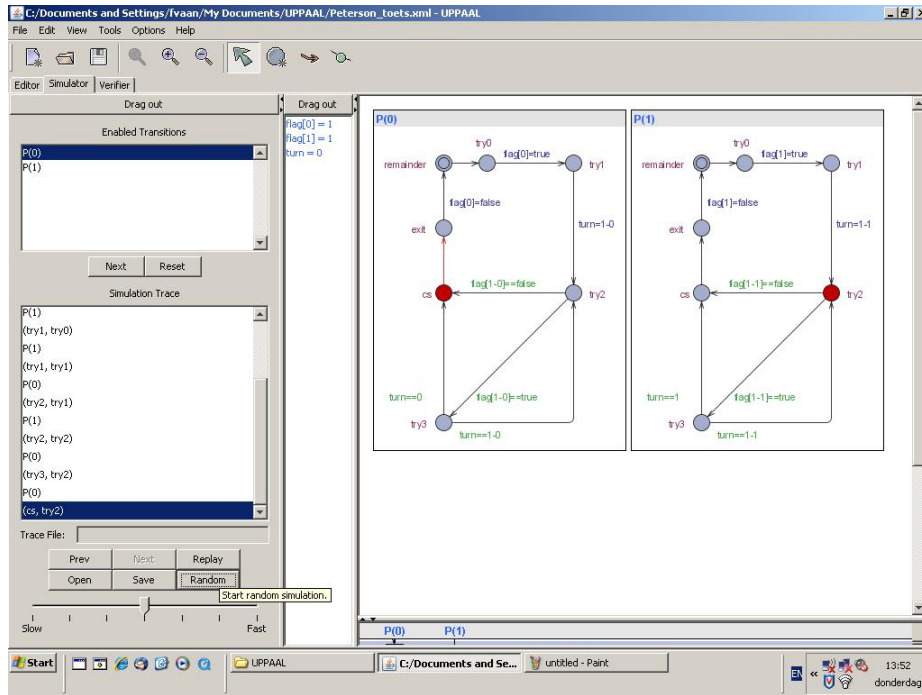 C:/Documents and Settings/fvaan/My Documents/UPPAAL/Peterson_toets.xml - UPPAAL
File Edit View Tools Options Help
Editor Simulator Verifier
Drag out
Enabled Transitions
P(0)
P(1)
Next Reset
Simulation Trace
P(1)
(try1, try0)
P(1)
(try1, try1)
P(0)
(try2, try1)
P(1)
(try2, try2)
P(0)
(try3, try2)
P(0)
(cs, try2)
Trace File:
Prev Next Replay
Open Save Random
Start random simulation.
Slow Fast
Drag out
flag[0] = 1
flag[1] = 1
turn = 0
P(0)
try0
remainder flag[0]=true try1
flag[0]=false
exit turn=1-0
flag[1-0]==false
cs try2
turn==0 flag[1-0]==true
try3
turn==1-0
P(1)
try0
remainder flag[1]=true try1
flag[1]=false
exit turn=1-1
flag[1-1]==false
cs try2
turn==1 flag[1-1]==true
try3
turn==1-1
P(0) P(1)
Start UPPAAL C:/Documents and Se... untitled - Paint EN 13:52
donderdag